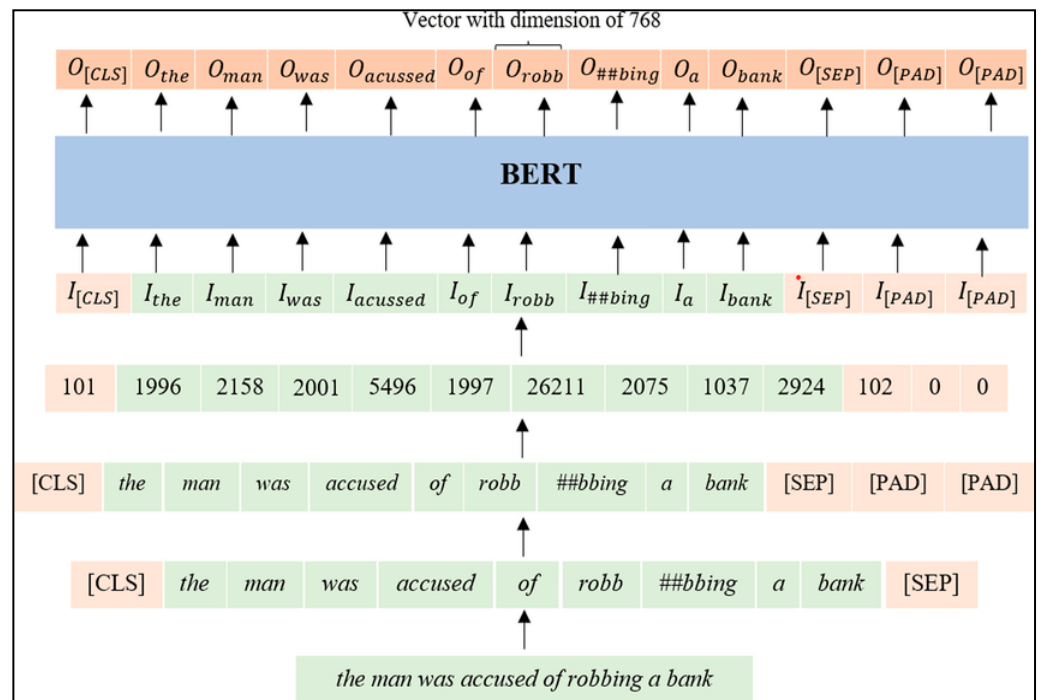 Vector with dimension of 768
O[CLS] Othe Oman Owas Oacussed Oof Orobb O##bing Oa Obank O[SEP] O[PAD] O[PAD]
BERT
I[CLS] Ithe Iman Iwas Iacussed Iof Irobb I##bing Ia Ibank I[SEP] I[PAD] I[PAD]
101 1996 2158 2001 5496 1997 26211 2075 1037 2924 102 0 0
[CLS] the man was accused of robb ##bbing a bank [SEP] [PAD] [PAD]
[CLS] the man was accused of robb ##bbing a bank [SEP]
the man was accused of robbing a bank